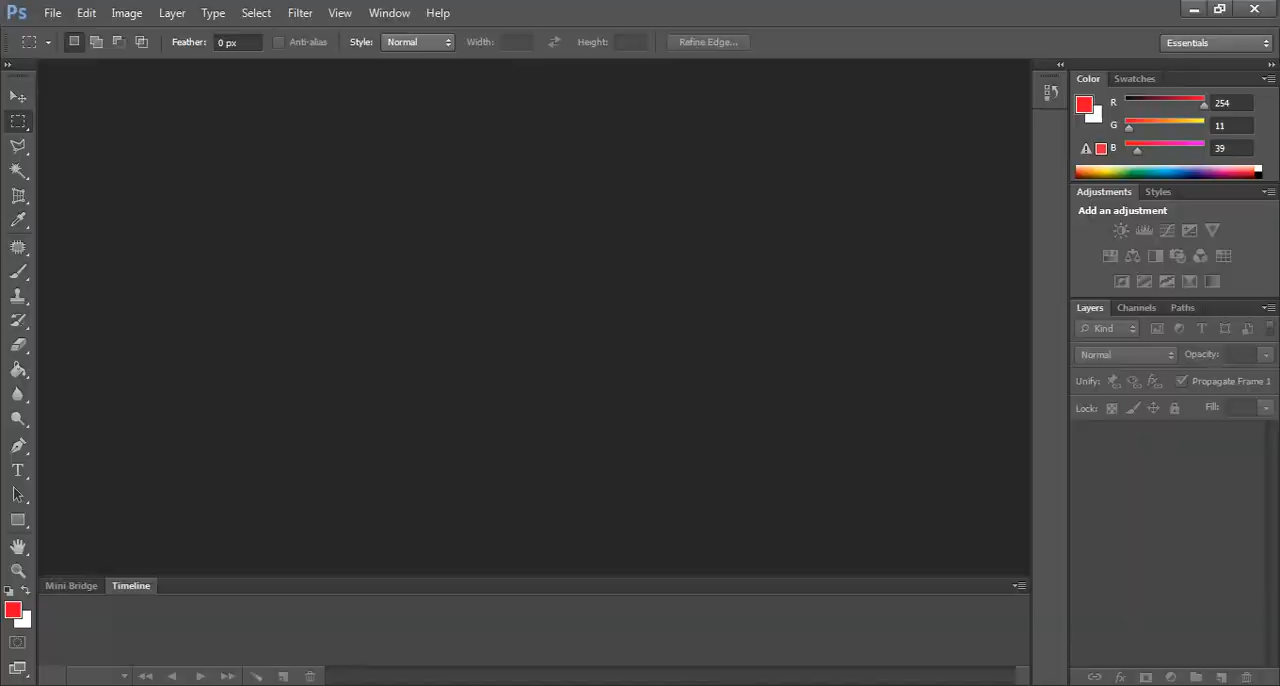 Ps File Edit Image Layer Type Select Filter View Window Help
Feather: 0 px Anti-alias Style: Normal Width: Height: Refine Edge... Essentials
Color Swatches
R 254
G 11
B 39
Adjustments Styles
Add an adjustment
Layers Channels Paths
Kind T
Normal Opacity:
Unify: Propagate Frame 1
Lock: Fill:
T
Mini Bridge Timeline
fx